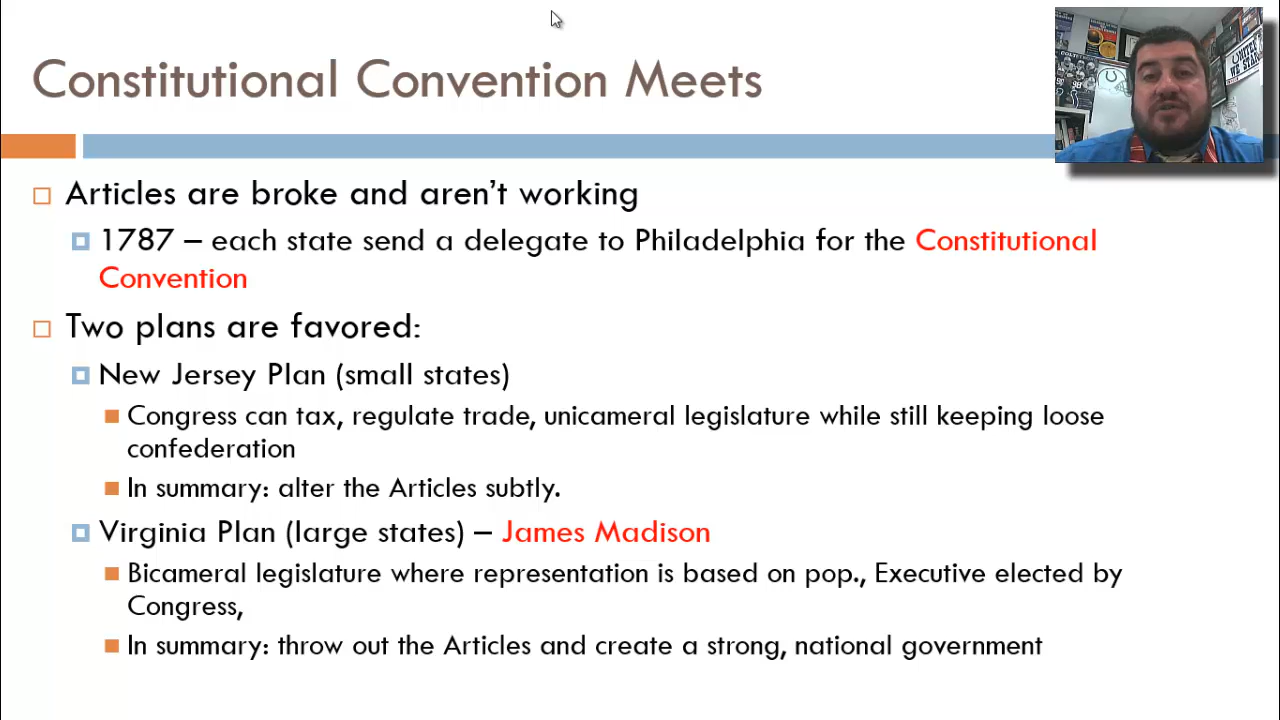 Constitutional Convention Meets
Articles are broke and aren't working
1787 – each state send a delegate to Philadelphia for the Constitutional
Convention
Two plans are favored:
New Jersey Plan (small states)
Congress can tax, regulate trade, unicameral legislature while still keeping loose
confederation
In summary: alter the Articles subtly.
Virginia Plan (large states) – James Madison
Bicameral legislature where representation is based on pop., Executive elected by
Congress,
In summary: throw out the Articles and create a strong, national government